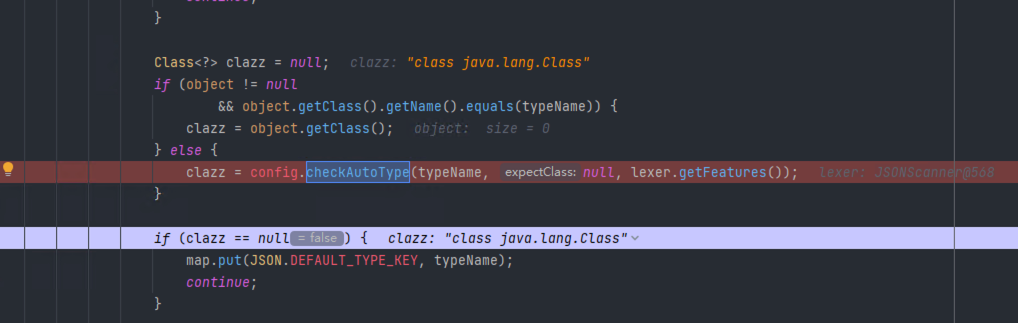 continue;
}
Class<?> clazz = null; clazz: "class java.lang.Class"
if (object != null
&& object.getClass().getName().equals(typeName)) {
clazz = object.getClass(); object: size = 0
} else {
clazz = config.checkAutoType(typeName, expectClass: null, lexer.getFeatures()); lexer: JSONScanner@568
}
if (clazz == null = false ) { clazz: "class java.lang.Class"
map.put(JSON.DEFAULT_TYPE_KEY, typeName);
continue;
}